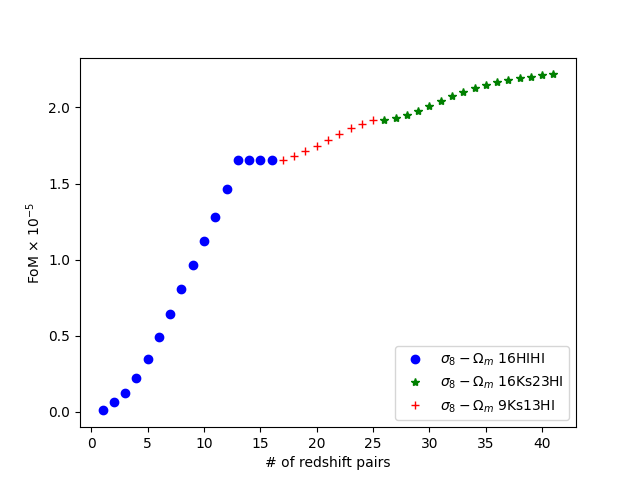 2.0
1.5
1.0
0.5
0.0
FoM × 10⁻⁵
0 5 10 15 20 25 30 35 40
# of redshift pairs
σ₈ − Ωₘ 16HIHI
σ₈ − Ωₘ 16Ks23HI
σ₈ − Ωₘ 9Ks13HI